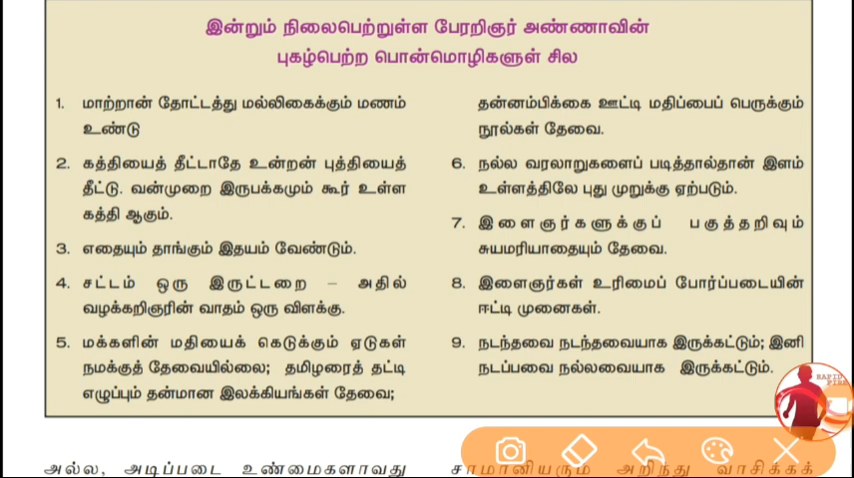 இன்றும் நிலைபெற்றுள்ள பேரறிஞர் அண்ணாவின்
புகழ்பெற்ற பொன்மொழிகளுள் சில
1. மாற்றான் தோட்டத்து மல்லிகைக்கும் மணம்
உண்டு
2. கத்தியைத் தீட்டாதே உன்றன் புத்தியைத்
தீட்டு. வன்முறை இருபக்கமும் கூர் உள்ள
கத்தி ஆகும்.
3. எதையும் தாங்கும் இதயம் வேண்டும்.
4. சட்டம் ஒரு இருட்டறை – அதில்
வழக்கறிஞரின் வாதம் ஒரு விளக்கு.
5. மக்களின் மதியைக் கெடுக்கும் ஏடுகள்
நமக்குத் தேவையில்லை; தமிழரைத் தட்டி
எழுப்பும் தன்மான இலக்கியங்கள் தேவை;
தன்னம்பிக்கை ஊட்டி மதிப்பைப் பெருக்கும்
நூல்கள் தேவை.
6. நல்ல வரலாறுகளைப் படித்தால்தான் இளம்
உள்ளத்திலே புது முறுக்கு ஏற்படும்.
7. இளைஞர்களுக்குப் பகுத்தறிவும்
சுயமரியாதையும் தேவை.
8. இளைஞர்கள் உரிமைப் போர்ப்படையின்
ஈட்டி முனைகள்.
9. நடந்தவை நடந்தவையாக இருக்கட்டும்; இனி
நடப்பவை நல்லவையாக இருக்கட்டும்.
RAPID
அல்ல, அடிப்படை உண்மைகளாவது
சாமானியரும் அறிந்து வாசிக்கக்